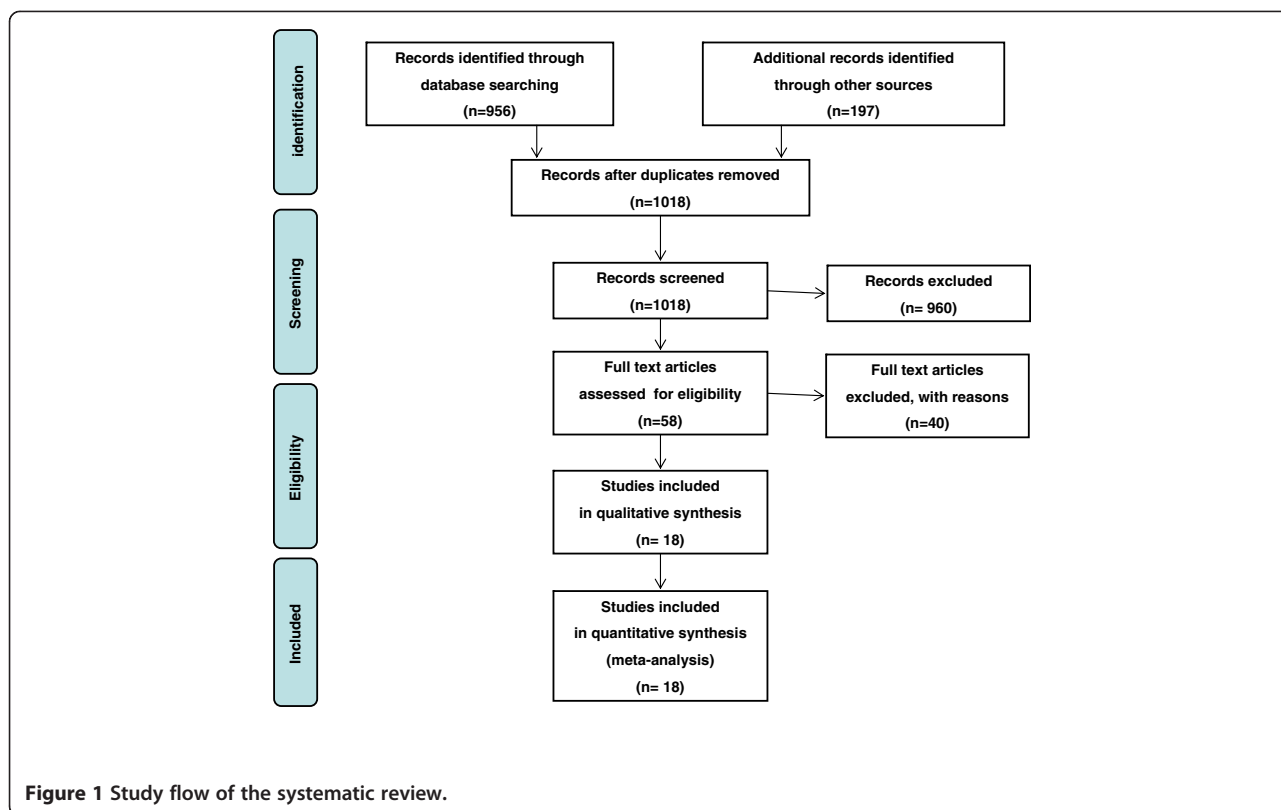 identification
Records identified through
database searching
(n=956)
Additional records identified
through other sources
(n=197)
Records after duplicates removed
(n=1018)
Screening
Records screened
(n=1018)
Records excluded
(n= 960)
Eligibility
Full text articles
assessed for eligibility
(n=58)
Full text articles
excluded, with reasons
(n=40)
Studies included
in qualitative synthesis
(n= 18)
Included
Studies included
in quantitative synthesis
(meta-analysis)
(n= 18)
Figure 1 Study flow of the systematic review.